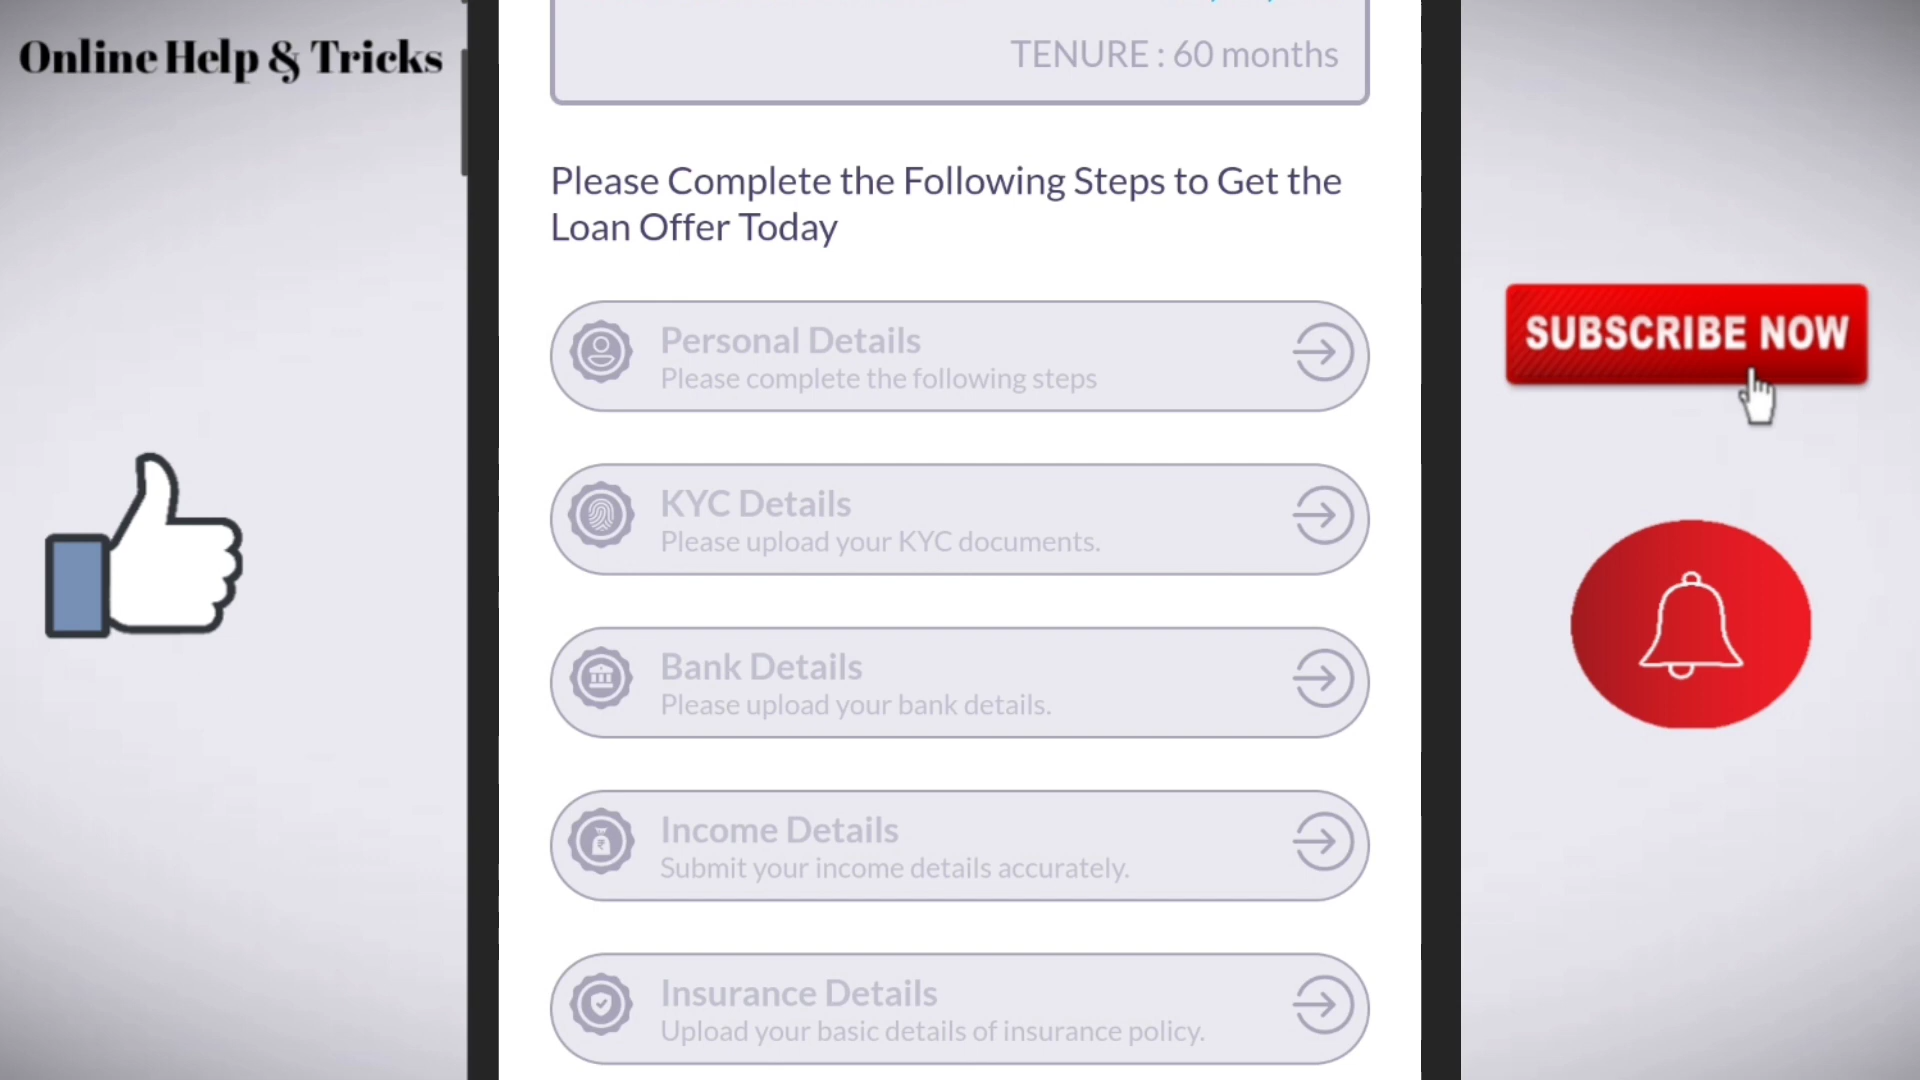 Online Help & Tricks
TENURE : 60 months
Please Complete the Following Steps to Get the
Loan Offer Today
Personal Details
Please complete the following steps
KYC Details
Please upload your KYC documents.
Bank Details
Please upload your bank details.
Income Details
Submit your income details accurately.
Insurance Details
Upload your basic details of insurance policy.
SUBSCRIBE NOW